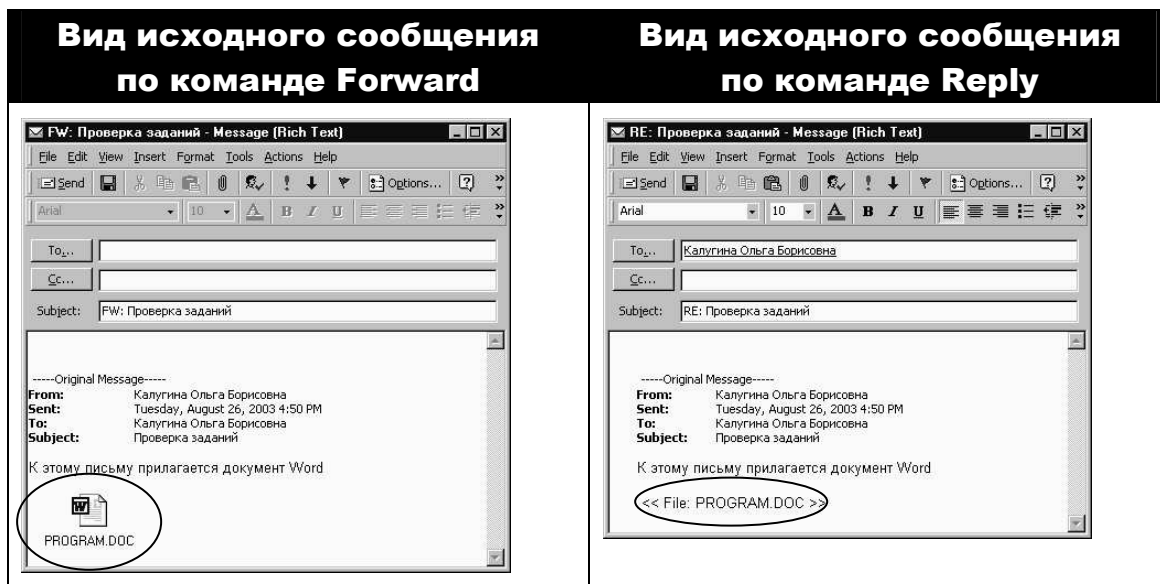 Вид исходного сообщения
по команде Forward
Вид исходного сообщения
по команде Reply
FW: Проверка заданий - Message (Rich Text)
File Edit View Insert Format Tools Actions Help
Send Options...
Arial 10 A B I U
To...
Cc...
Subject: FW: Проверка заданий
-----Original Message-----
From: Калугина Ольга Борисовна
Sent: Tuesday, August 26, 2003 4:50 PM
To: Калугина Ольга Борисовна
Subject: Проверка заданий
К этому письму прилагается документ Word
PROGRAM.DOC
RE: Проверка заданий - Message (Rich Text)
File Edit View Insert Format Tools Actions Help
Send Options...
Arial 10 A B I U
To... Калугина Ольга Борисовна
Cc...
Subject: RE: Проверка заданий
-----Original Message-----
From: Калугина Ольга Борисовна
Sent: Tuesday, August 26, 2003 4:50 PM
To: Калугина Ольга Борисовна
Subject: Проверка заданий
К этому письму прилагается документ Word
<< File: PROGRAM.DOC >>